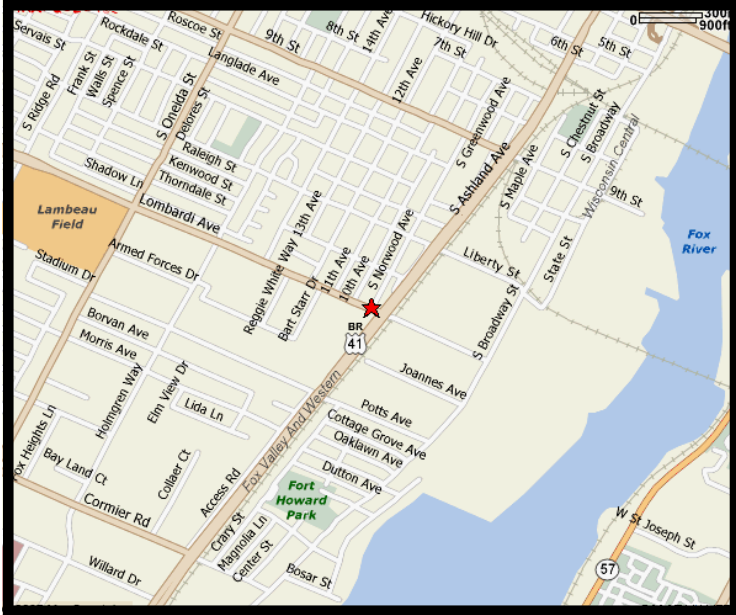 Servais St
Rockdale St
Roscoe St
9th St
8th St
14th Ave
Hickory Hill Dr
7th St
6th St
5th St
0
300
900ft
Frank St
Walls St
Spence St
S Ridge Rd
Langlade Ave
12th Ave
S Oneida St
Delores St
S Greenwood Ave
S Chestnut St
S Broadway
Wisconsin Central
Raleigh St
Kenwood St
Thorndale St
Shadow Ln
S Ashland Ave
S Maple Ave
9th St
Lombardi Ave
Lambeau
Field
Reggie White Way
13th Ave
S Norwood Ave
Fox
River
Armed Forces Dr
Stadium Dr
11th Ave
10th Ave
Liberty St
State St
Bart Starr Dr
Borvan Ave
Morris Ave
BR
41
S Broadway St
Joannes Ave
Holmgren Way
Elm View Dr
Lida Ln
Fox Valley And Western
Potts Ave
Cottage Grove Ave
Oaklawn Ave
Dutton Ave
Fox Heights Ln
Bay Land Ct
Collaer Ct
Access Rd
Fort
Howard
Park
Cormier Rd
Crary St
Magnolia Ln
Center St
W St Joseph St
57
Willard Dr
Bosar St